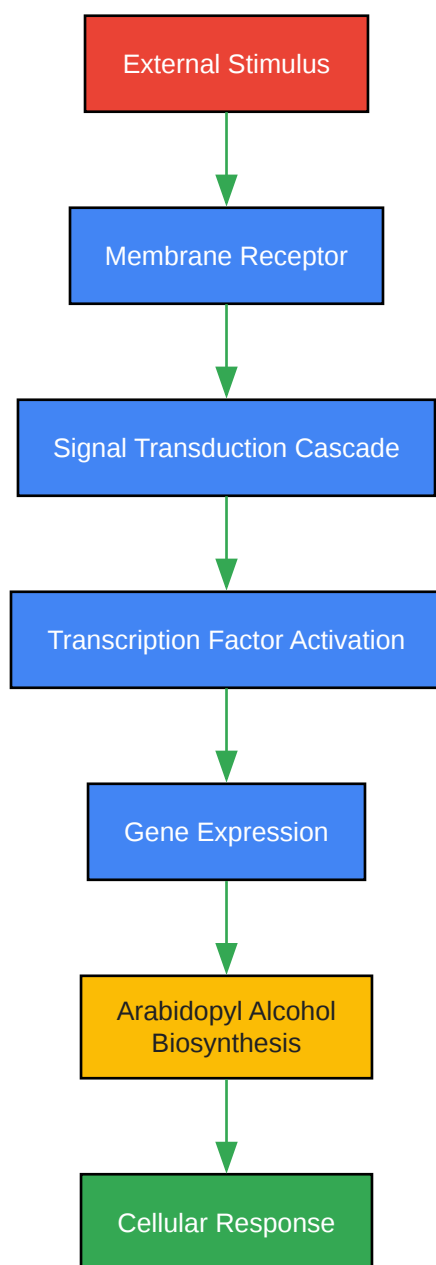 External Stimulus
Membrane Receptor
Signal Transduction Cascade
Transcription Factor Activation
Gene Expression
Arabidopyl Alcohol
Biosynthesis
Cellular Response